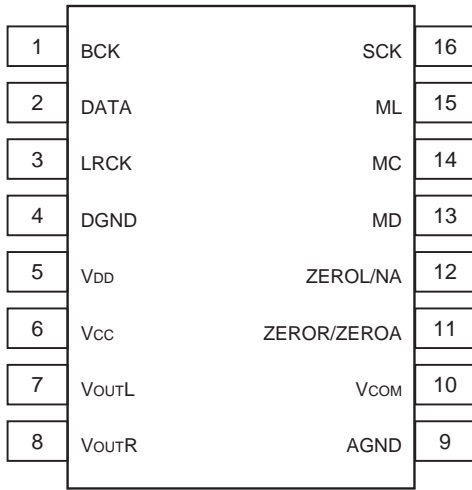 1 BCK SCK 16
2 DATA ML 15
3 LRCK MC 14
4 DGND MD 13
5 VDD ZEROL/NA 12
6 VCC ZEROR/ZEROA 11
7 VOUTL VCOM 10
8 VOUTR AGND 9